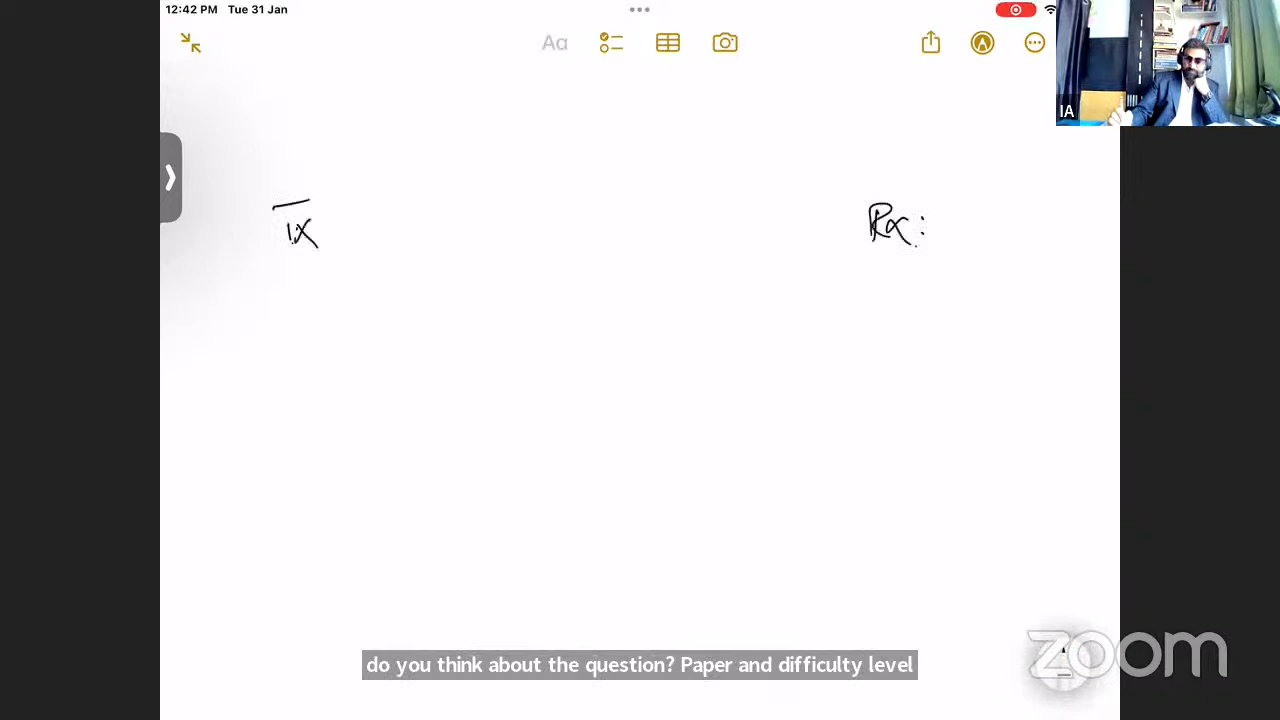 12:42 PM Tue 31 Jan
Aa
IA
Tx
Rx:
do you think about the question? Paper and difficulty level
zoom